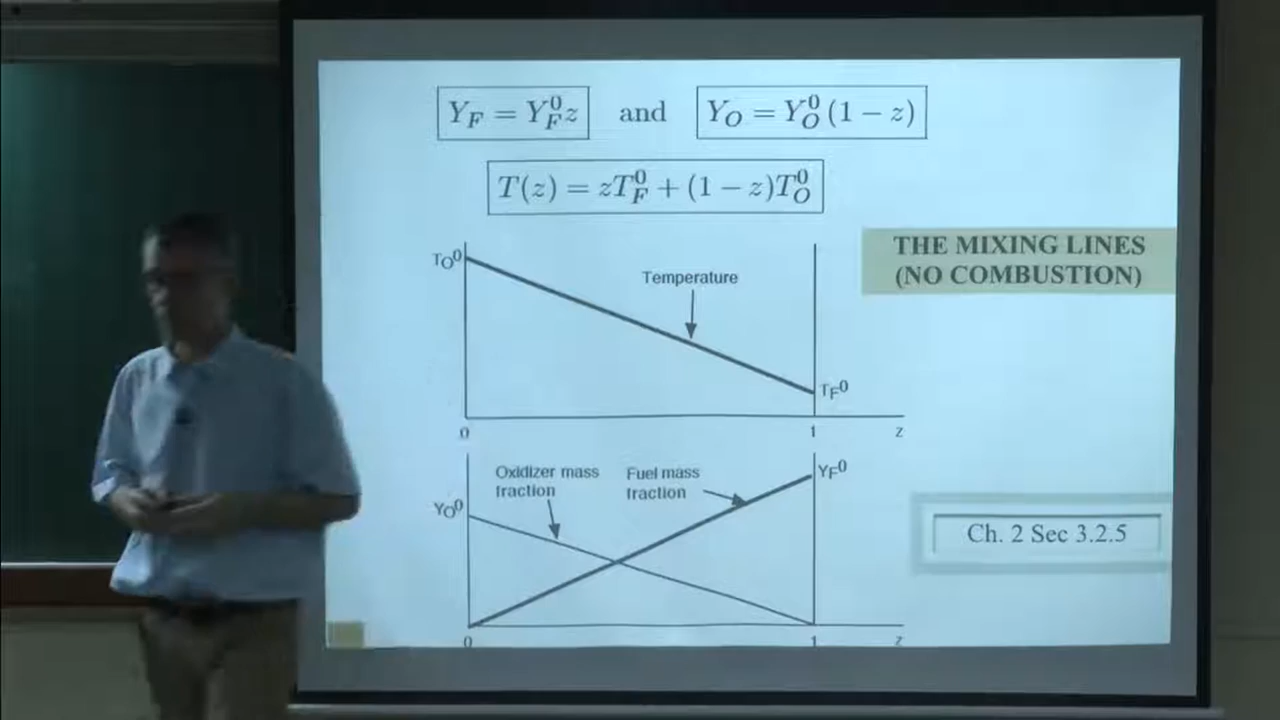 Y_F = Y_F^0 z and Y_O = Y_O^0 (1 − z)
T(z) = zT_F^0 + (1 − z)T_O^0
THE MIXING LINES
(NO COMBUSTION)
T_O^0
Temperature
T_F^0
0 1 z
Oxidizer mass
fraction
Fuel mass
fraction
Y_F^0
Y_O^0
Ch. 2 Sec 3.2.5
0 1 z